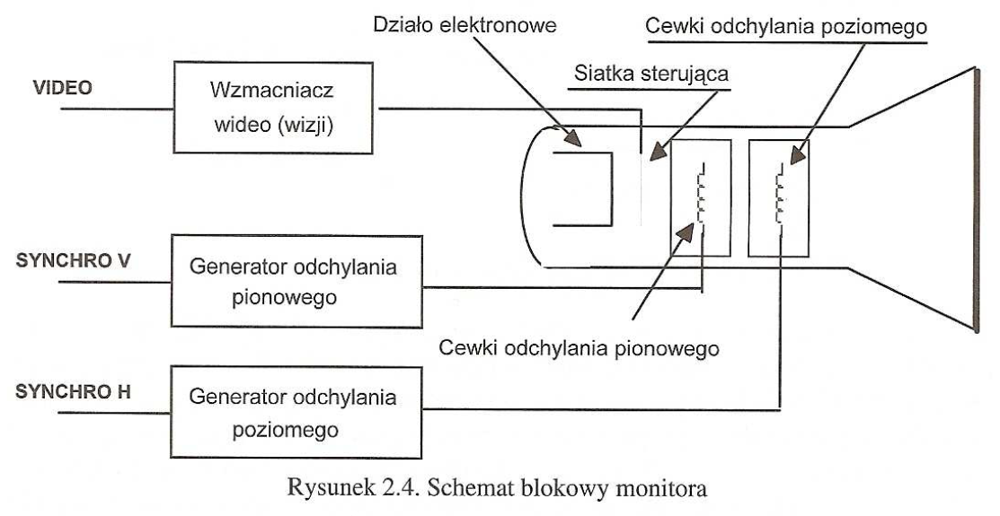 Działo elektronowe
Cewki odchylania poziomego
Siatka sterująca
VIDEO
Wzmacniacz
wideo (wizji)
SYNCHRO V
Generator odchylania
pionowego
Cewki odchylania pionowego
SYNCHRO H
Generator odchylania
poziomego
Rysunek 2.4. Schemat blokowy monitora